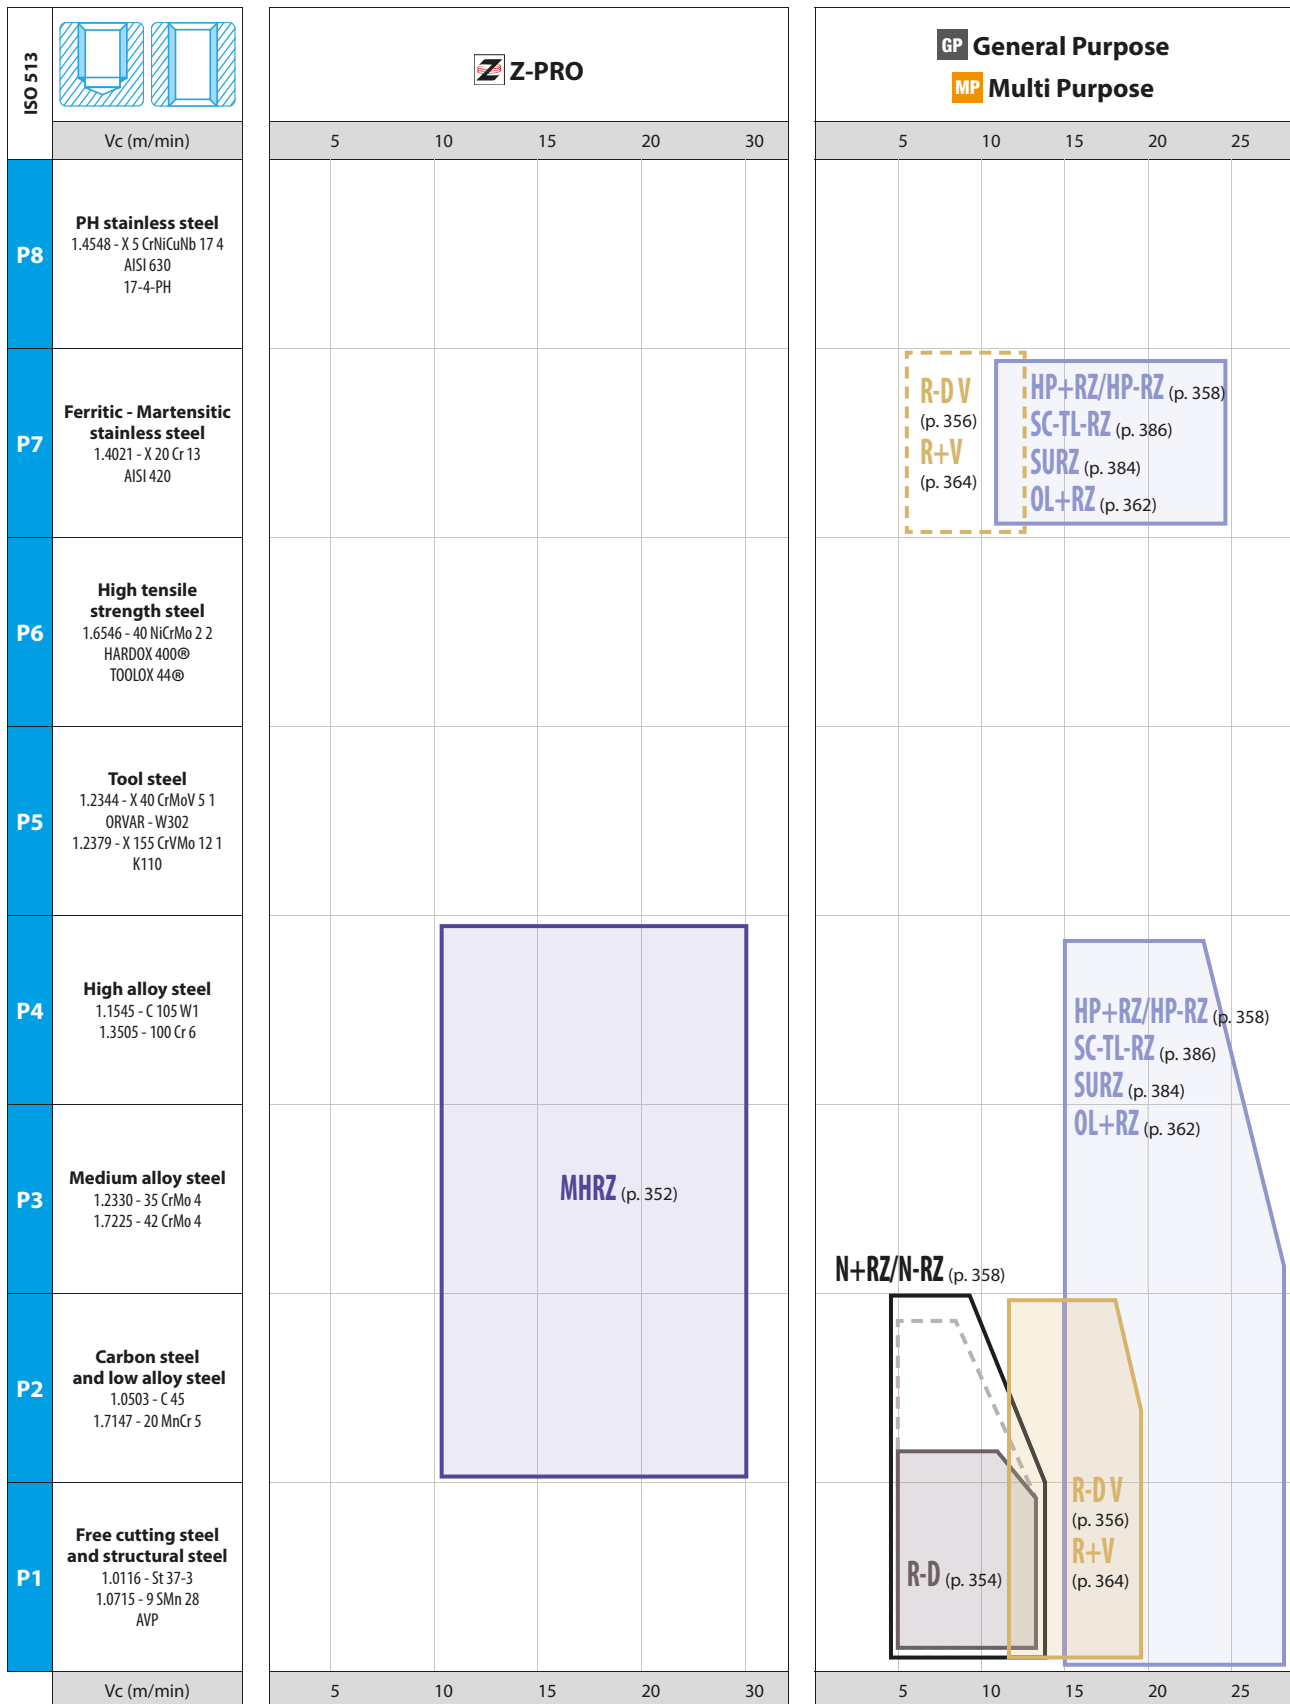 ISO 513
Z-PRO
GP General Purpose
MP Multi Purpose
Vc (m/min)
5 10 15 20 30
5 10 15 20 25
P8
PH stainless steel
1.4548 - X 5 CrNiCuNb 17 4
AISI 630
17-4-PH
P7
Ferritic - Martensitic
stainless steel
1.4021 - X 20 Cr 13
AISI 420
R-D V
(p. 356)
R+V
(p. 364)
HP+RZ/HP-RZ (p. 358)
SC-TL-RZ (p. 386)
SURZ (p. 384)
OL+RZ (p. 362)
P6
High tensile
strength steel
1.6546 - 40 NiCrMo 2 2
HARDOX 400®
TOOLOX 44®
P5
Tool steel
1.2344 - X 40 CrMoV 5 1
ORVAR - W302
1.2379 - X 155 CrVMo 12 1
K110
P4
High alloy steel
1.1545 - C 105 W1
1.3505 - 100 Cr 6
HP+RZ/HP-RZ (p. 358)
SC-TL-RZ (p. 386)
SURZ (p. 384)
OL+RZ (p. 362)
P3
Medium alloy steel
1.2330 - 35 CrMo 4
1.7225 - 42 CrMo 4
MHRZ (p. 352)
N+RZ/N-RZ (p. 358)
P2
Carbon steel
and low alloy steel
1.0503 - C 45
1.7147 - 20 MnCr 5
P1
Free cutting steel
and structural steel
1.0116 - St 37-3
1.0715 - 9 SMn 28
AVP
R-D (p. 354)
R-D V
(p. 356)
R+V
(p. 364)
Vc (m/min)
5 10 15 20 30
5 10 15 20 25